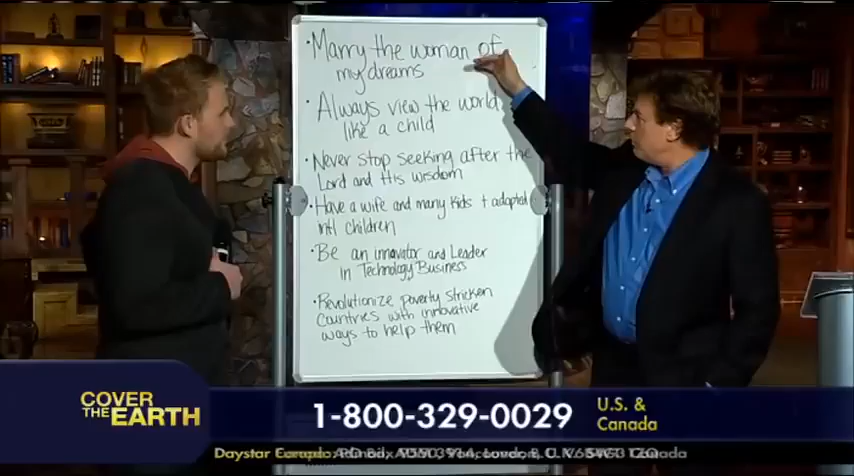 • Marry the woman of
my dreams
• Always view the world
like a child
• Never stop seeking after the
Lord and His wisdom
• Have a wife and many kids + adopted
int'l children
• Be an innovator and Leader
in Technology/Business
• Revolutionize poverty stricken
countries with innovative
ways to help them
COVER
THE EARTH
1-800-329-0029
U.S. &
Canada
Daystar